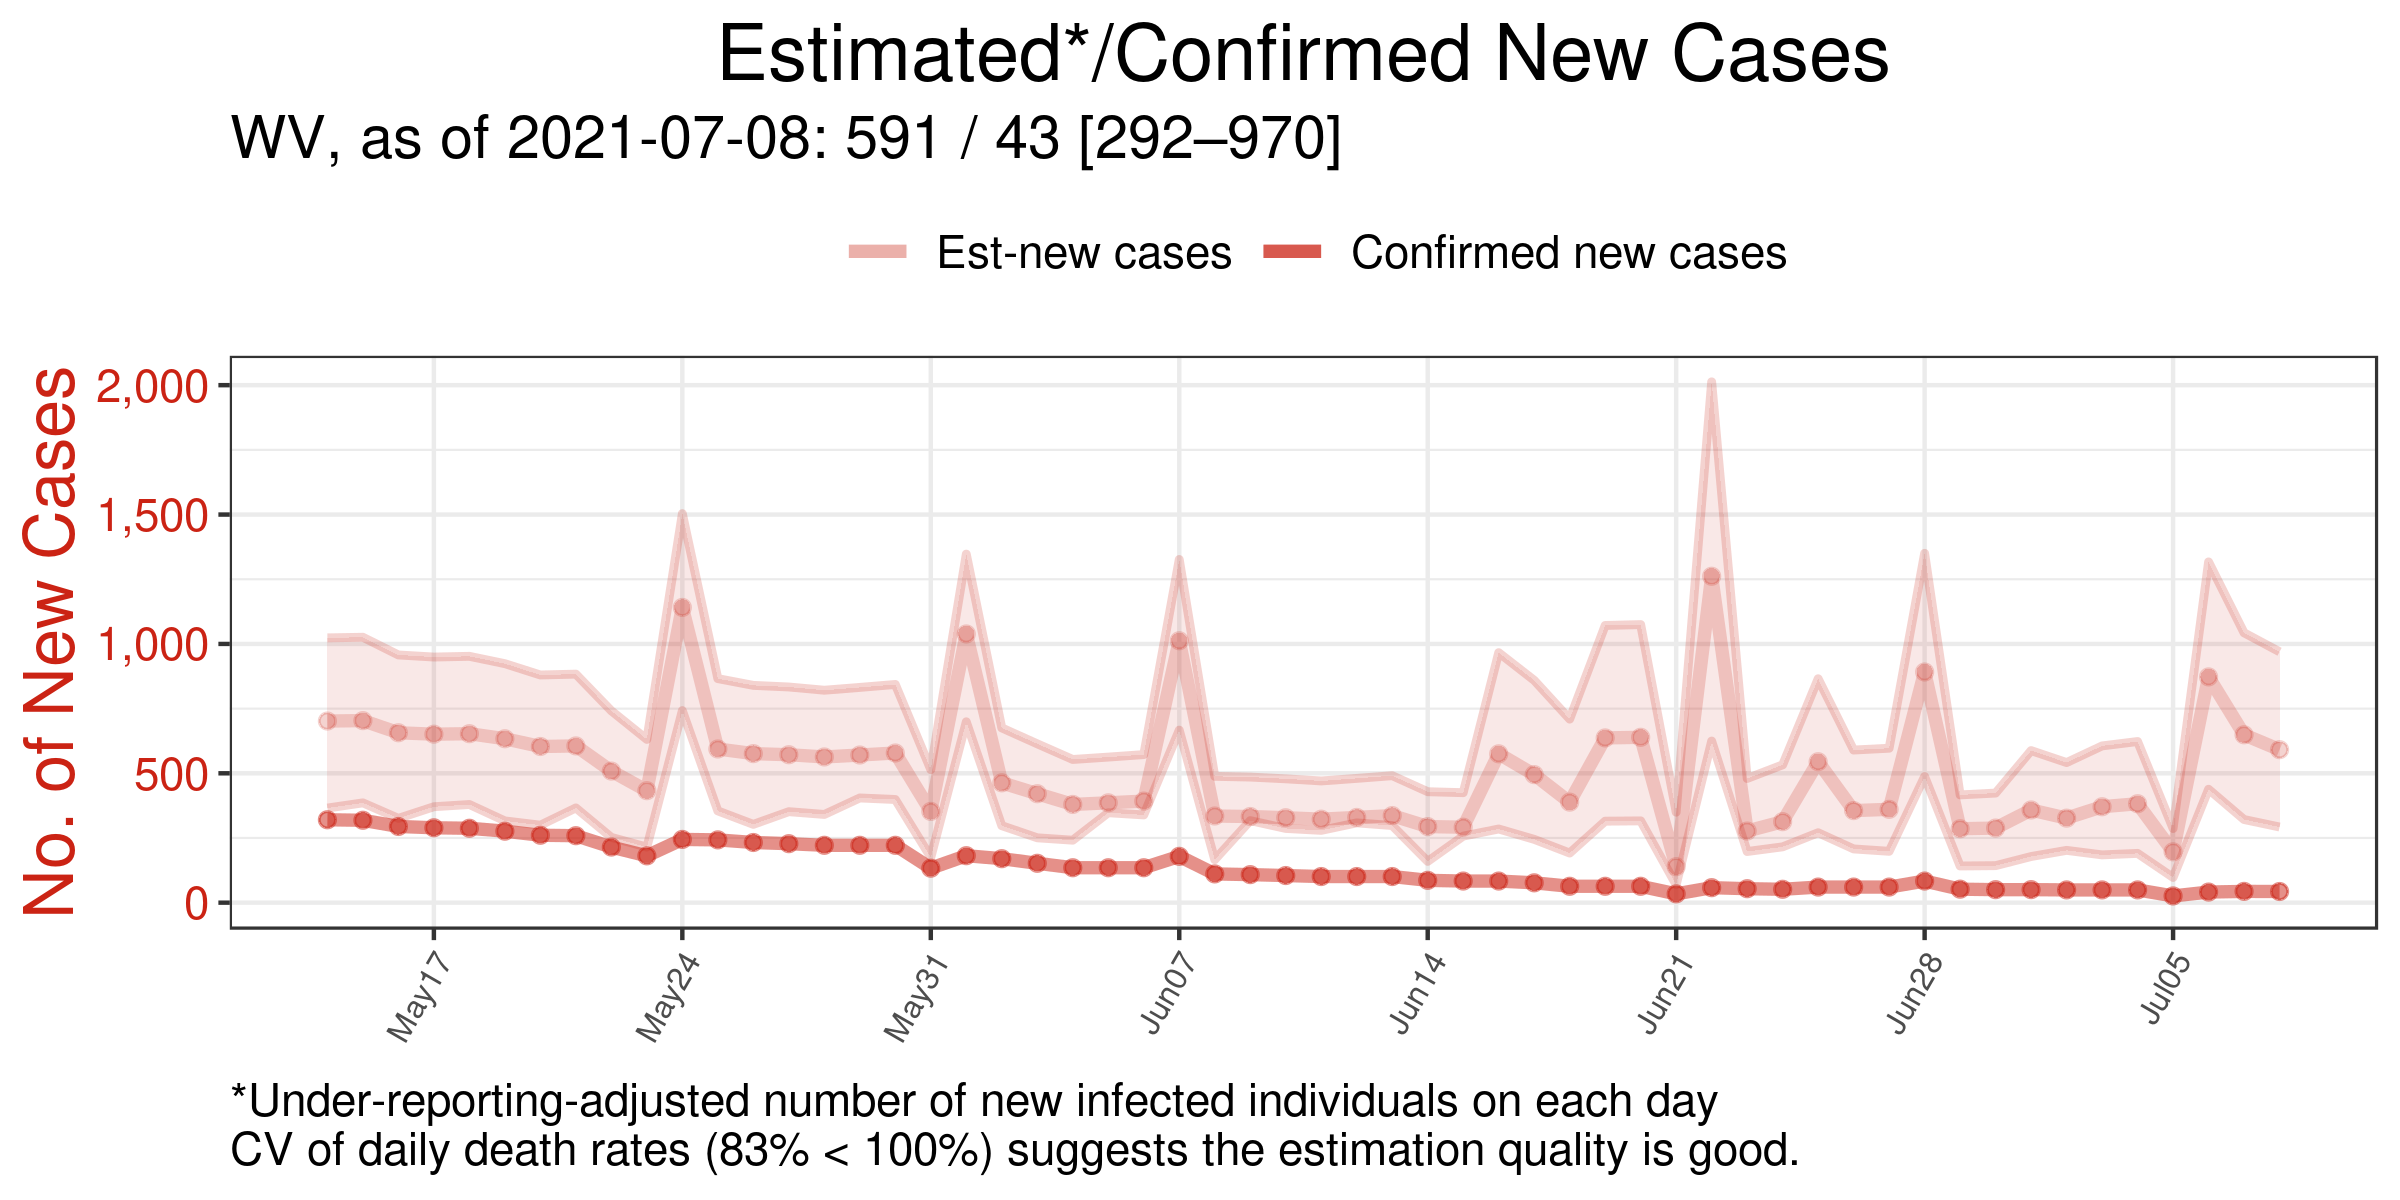 Estimated*/Confirmed New Cases
WV, as of 2021-07-08: 591 / 43 [292–970]
Est-new cases Confirmed new cases
No. of New Cases
2,000
1,500
1,000
500
0
May17 May24 May31 Jun07 Jun14 Jun21 Jun28 Jul05
*Under-reporting-adjusted number of new infected individuals on each day
CV of daily death rates (83% < 100%) suggests the estimation quality is good.